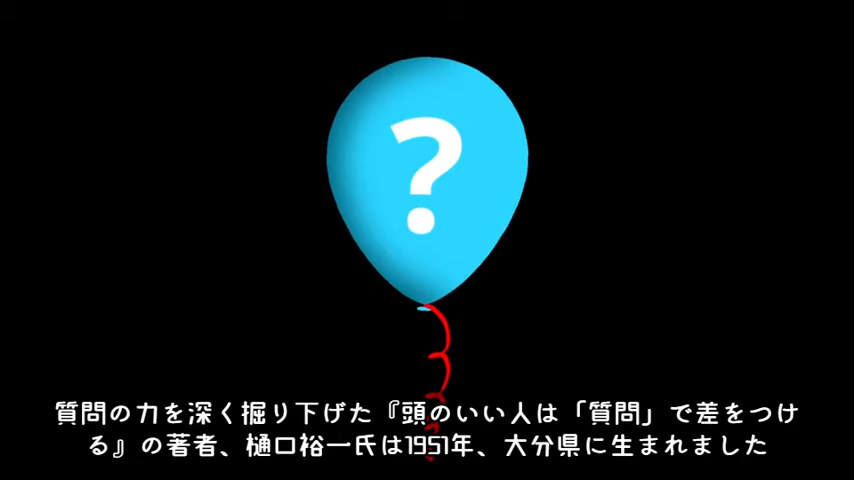 ?
質問の力を深く掘り下げた『頭のいい人は「質問」で差をつけ
る』の著者、樋口裕一氏は1951年、大分県に生まれました